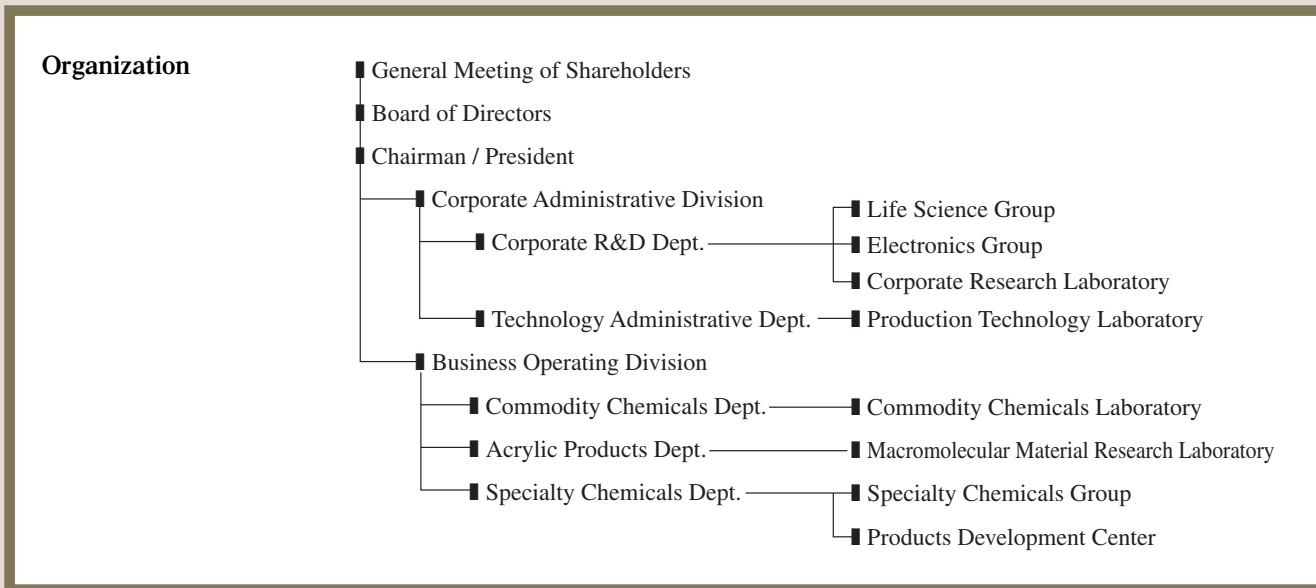 Organization
General Meeting of Shareholders
Board of Directors
Chairman / President
Corporate Administrative Division
Corporate R&D Dept.
Life Science Group
Electronics Group
Corporate Research Laboratory
Technology Administrative Dept.
Production Technology Laboratory
Business Operating Division
Commodity Chemicals Dept.
Commodity Chemicals Laboratory
Acrylic Products Dept.
Macromolecular Material Research Laboratory
Specialty Chemicals Dept.
Specialty Chemicals Group
Products Development Center